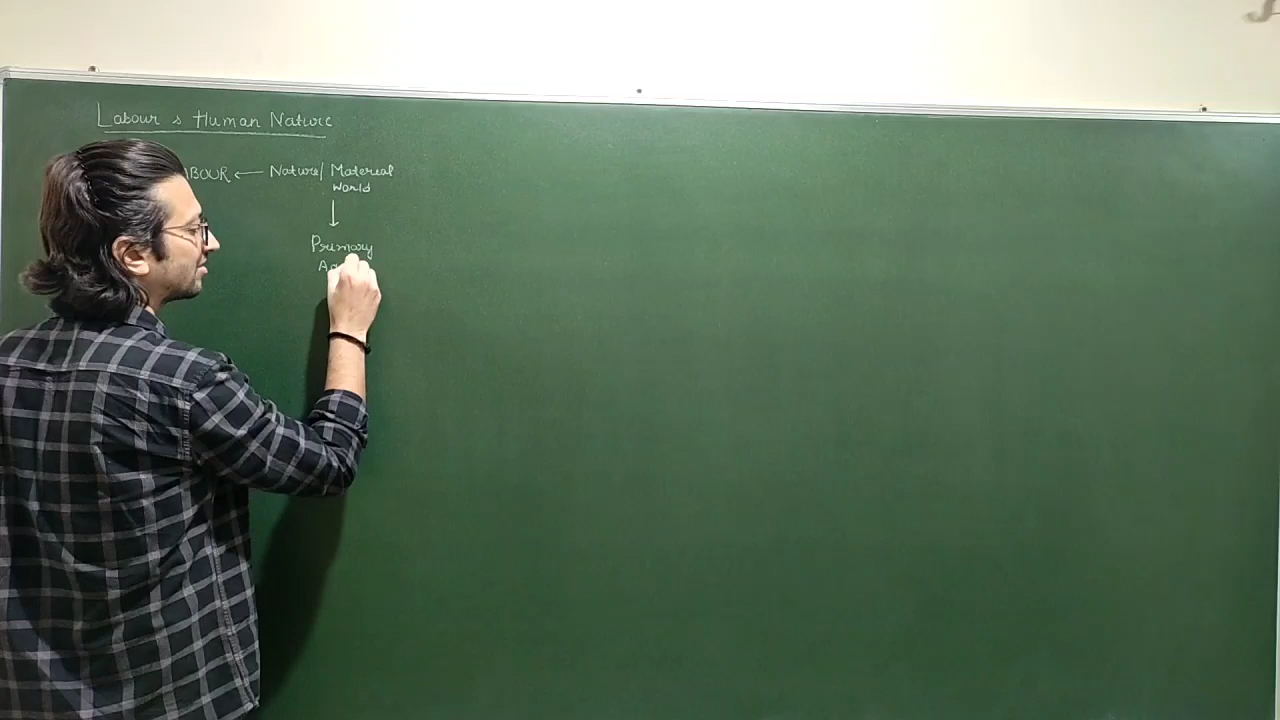 Labour & Human Nature
BOUR ← Nature/ Material
World
↓
Primary